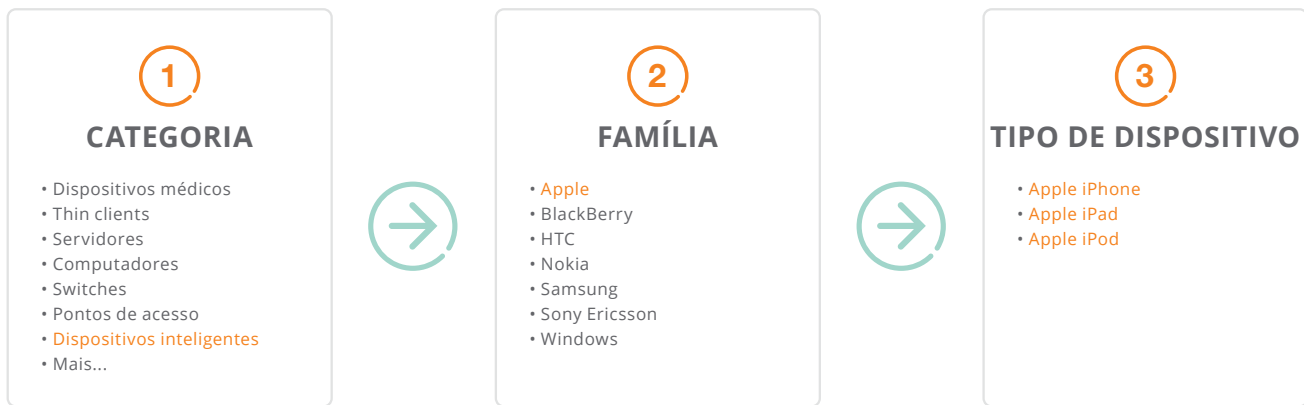 1
CATEGORIA
• Dispositivos médicos
• Thin clients
• Servidores
• Computadores
• Switches
• Pontos de acesso
• Dispositivos inteligentes
• Mais...
2
FAMÍLIA
• Apple
• BlackBerry
• HTC
• Nokia
• Samsung
• Sony Ericsson
• Windows
3
TIPO DE DISPOSITIVO
• Apple iPhone
• Apple iPad
• Apple iPod